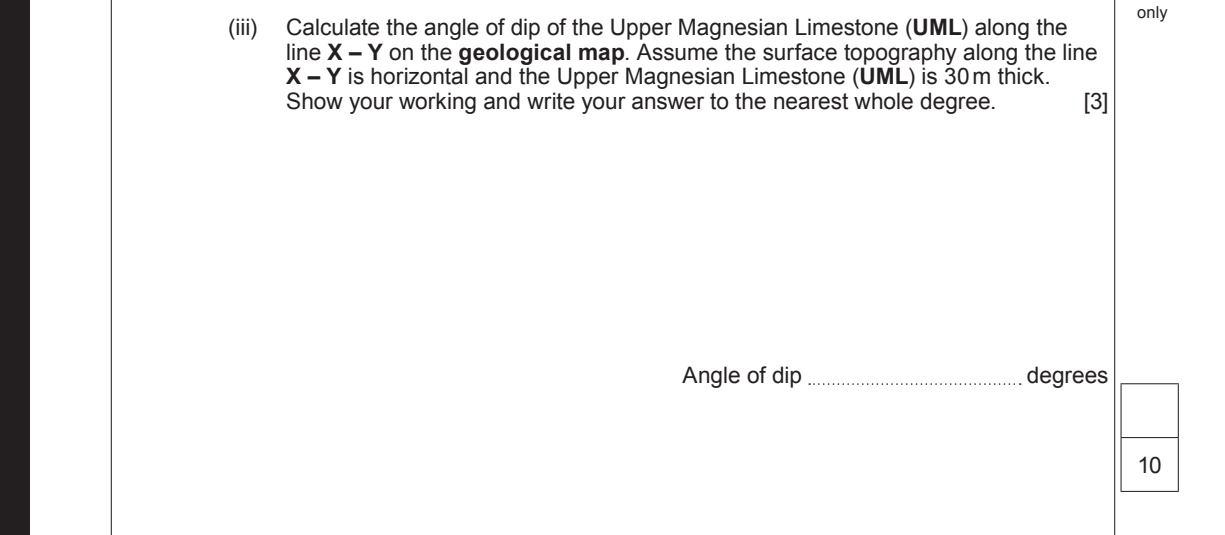 only
(iii) Calculate the angle of dip of the Upper Magnesian Limestone (UML) along the
line X – Y on the geological map. Assume the surface topography along the line
X – Y is horizontal and the Upper Magnesian Limestone (UML) is 30 m thick.
Show your working and write your answer to the nearest whole degree. [3]
Angle of dip ........................................... degrees
10